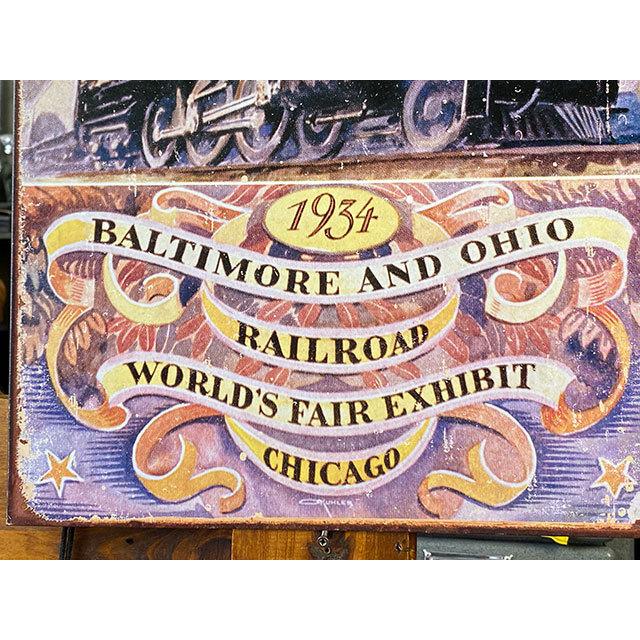 1934
BALTIMORE AND OHIO
RAILROAD
WORLD'S FAIR EXHIBIT
CHICAGO